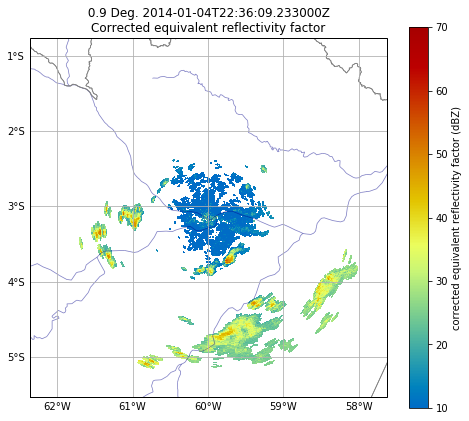 0.9 Deg. 2014-01-04T22:36:09.233000Z
Corrected equivalent reflectivity factor
1°S
2°S
3°S
4°S
5°S
62°W
61°W
60°W
59°W
58°W
70
60
50
40
30
20
10
corrected equivalent reflectivity factor (dBZ)